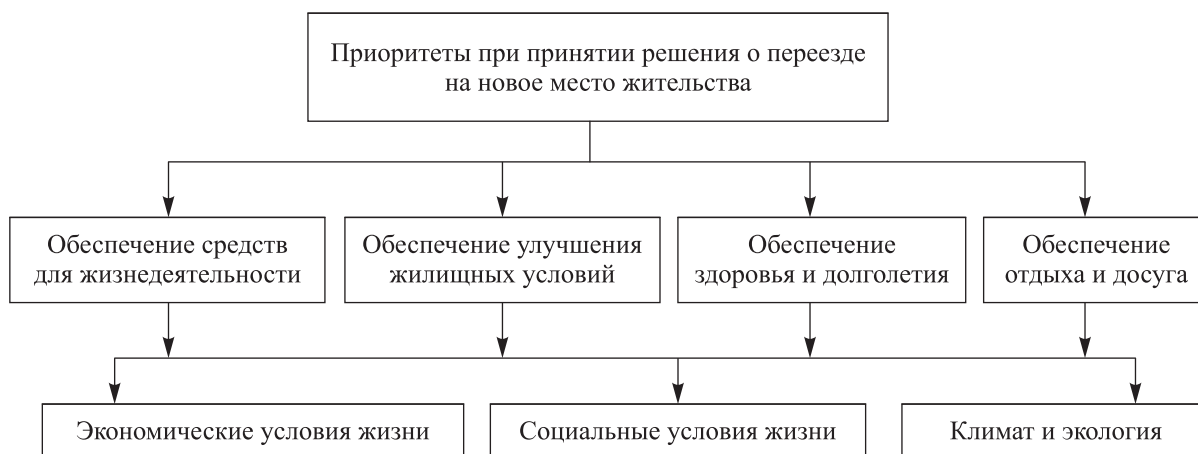 Приоритеты при принятии решения о переезде
на новое место жительства
Обеспечение средств
для жизнедеятельности
Обеспечение улучшения
жилищных условий
Обеспечение
здоровья и долголетия
Обеспечение
отдыха и досуга
Экономические условия жизни
Социальные условия жизни
Климат и экология